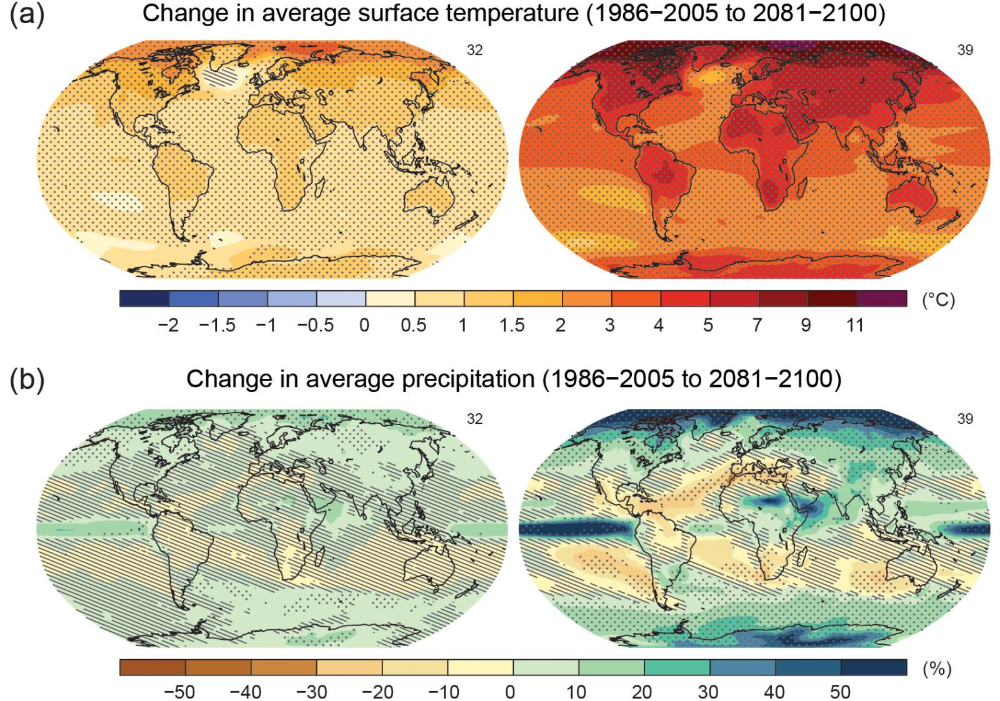 (a) Change in average surface temperature (1986−2005 to 2081−2100)
32 39
−2 −1.5 −1 −0.5 0 0.5 1 1.5 2 3 4 5 7 9 11 (°C)
(b) Change in average precipitation (1986−2005 to 2081−2100)
32 39
−50 −40 −30 −20 −10 0 10 20 30 40 50 (%)